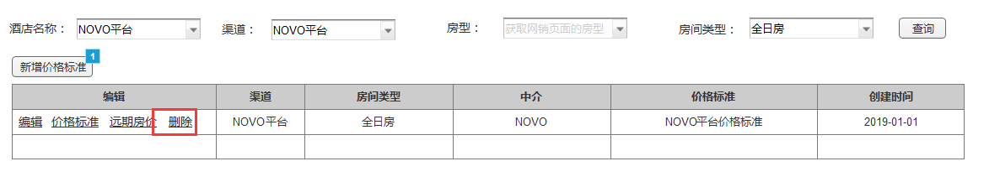 酒店名称： NOVO平台 渠道： NOVO平台 房型： 获取网销页面的房型 房间类型： 全日房 查询
新增价格标准 1
编辑 渠道 房间类型 中介 价格标准 创建时间
编辑 价格标准 远期房价 删除 NOVO平台 全日房 NOVO NOVO平台价格标准 2019-01-01